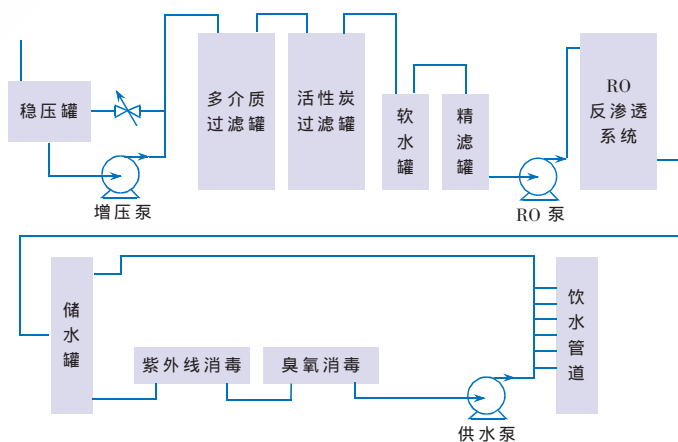 稳压罐
增压泵
多介质
过滤罐
活性炭
过滤罐
软
水
罐
精
滤
罐
RO 泵
RO
反渗透
系统
储
水
罐
紫外线消毒
臭氧消毒
供水泵
饮
水
管
道